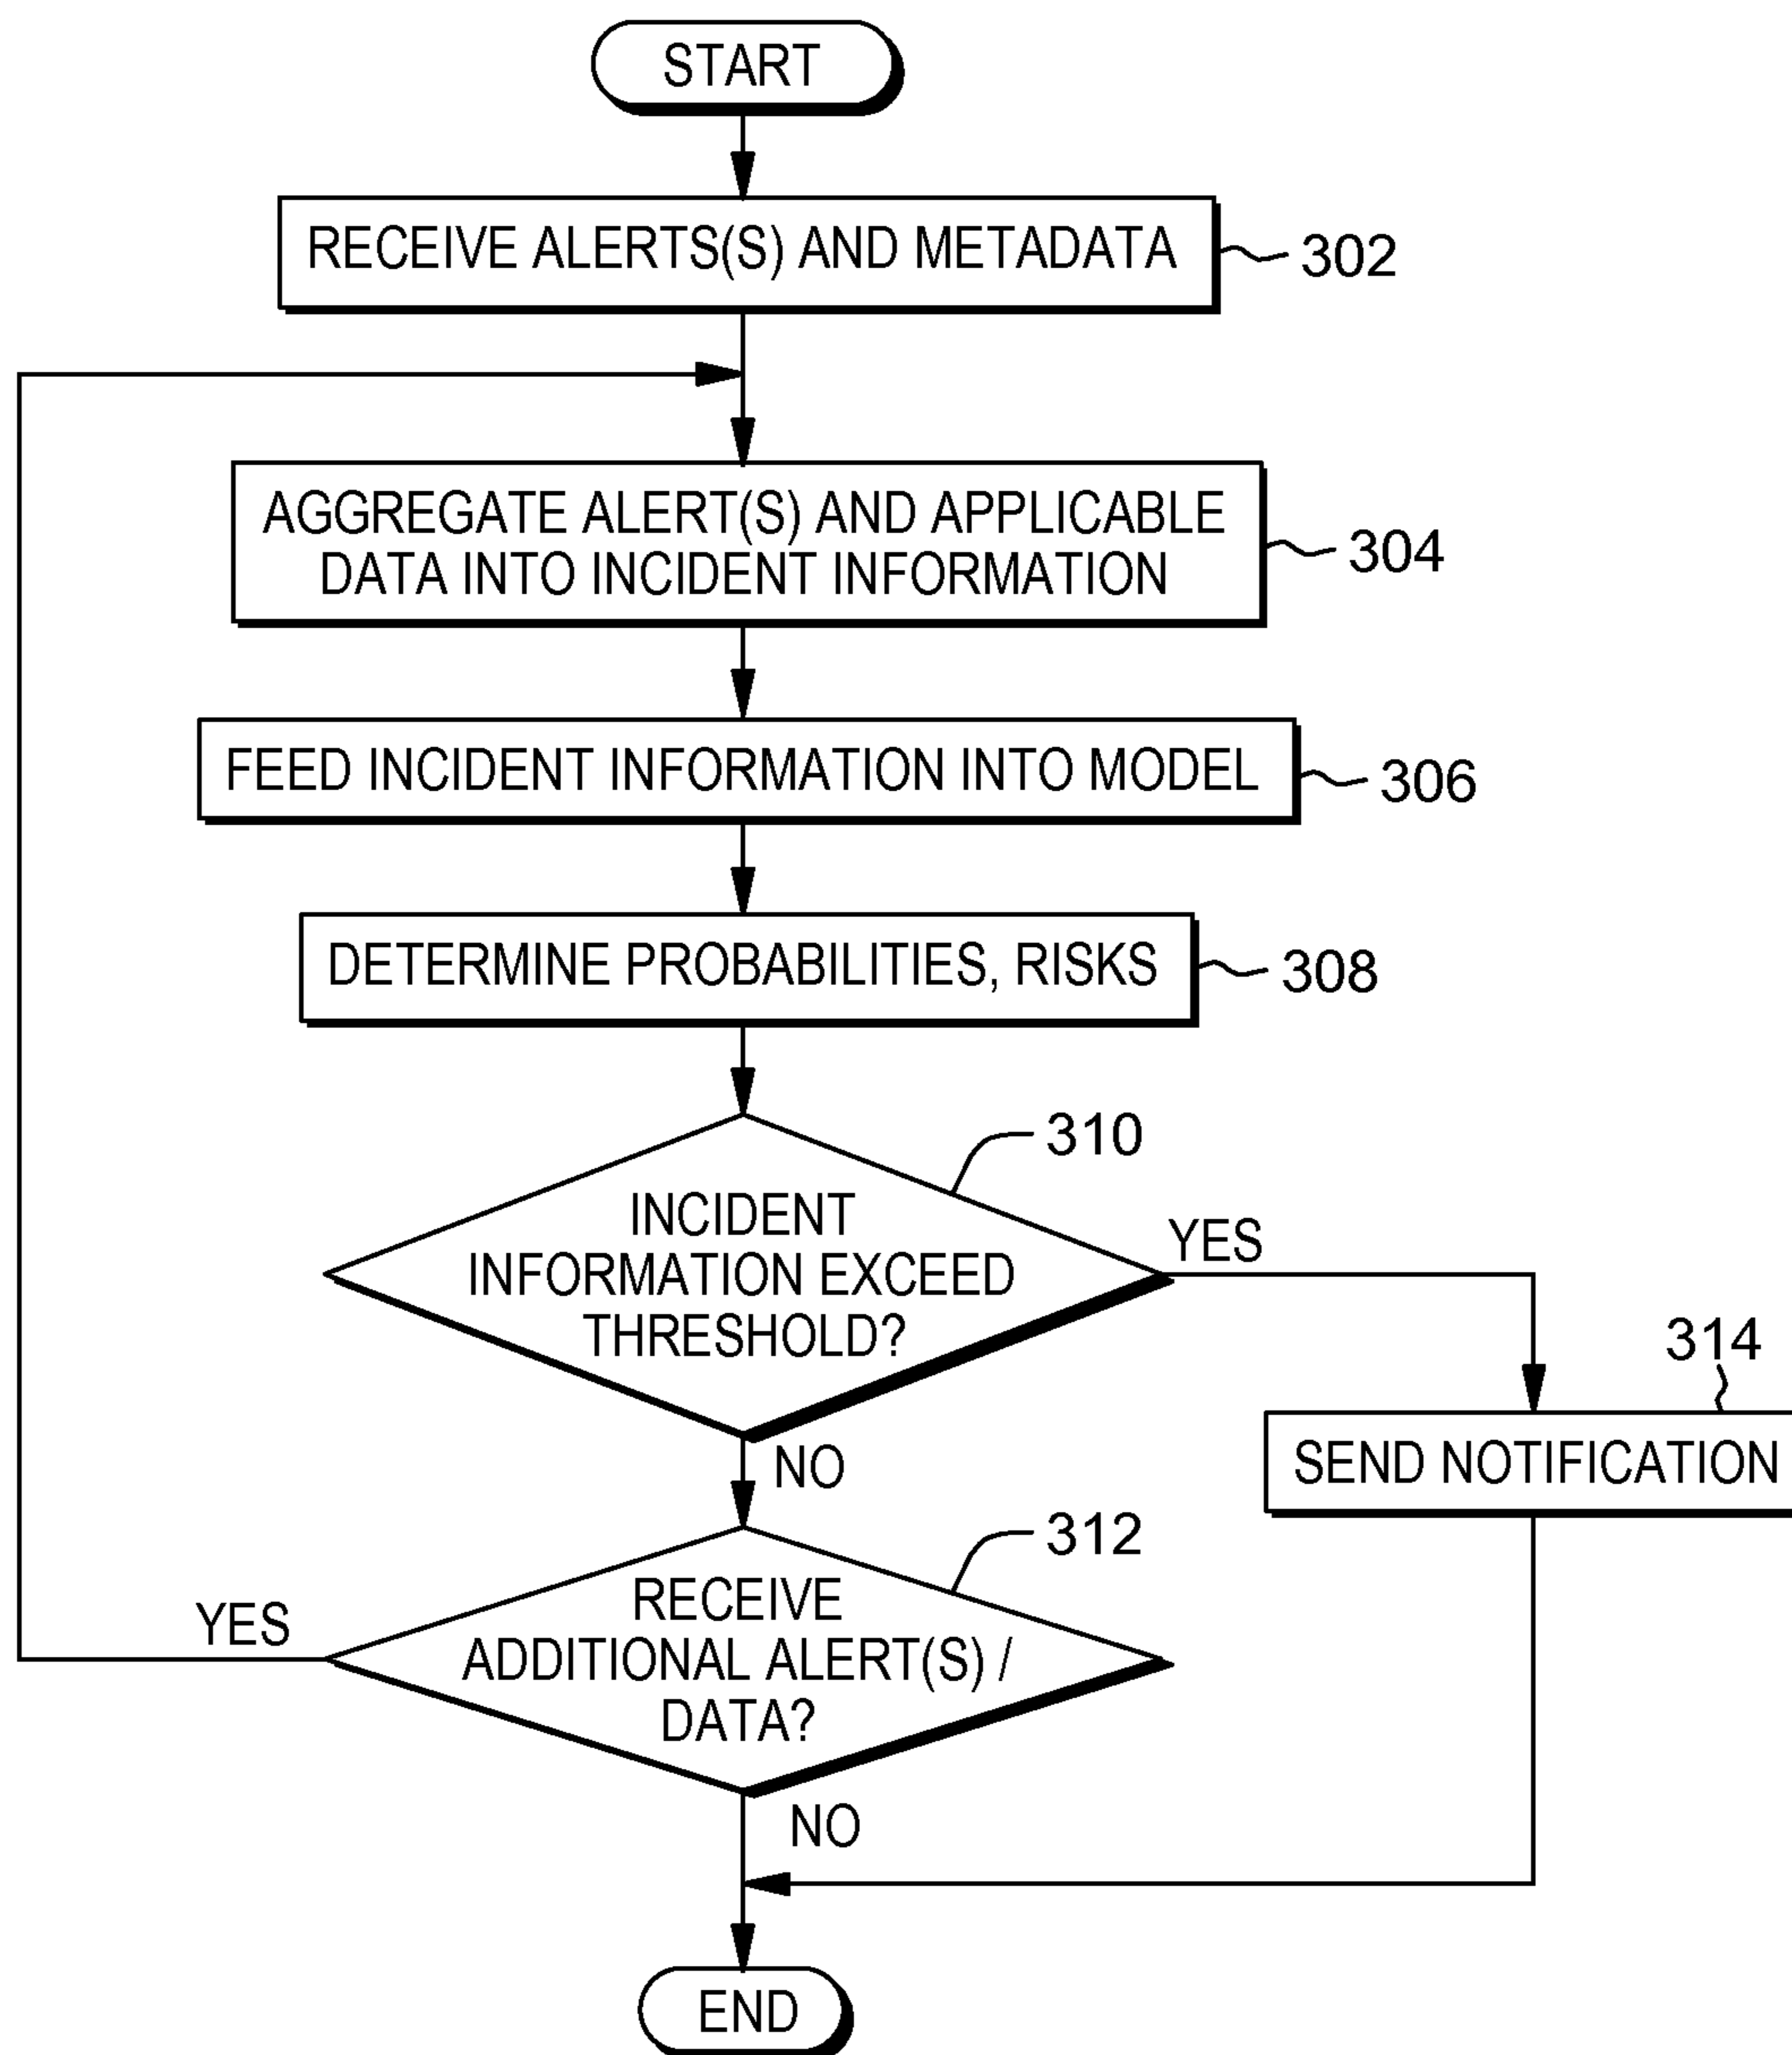 START
RECEIVE ALERTS(S) AND METADATA
302
AGGREGATE ALERT(S) AND APPLICABLE
DATA INTO INCIDENT INFORMATION
304
FEED INCIDENT INFORMATION INTO MODEL
306
DETERMINE PROBABILITIES, RISKS
308
310
INCIDENT
INFORMATION EXCEED
THRESHOLD?
YES
314
SEND NOTIFICATION
NO
312
RECEIVE
ADDITIONAL ALERT(S) /
DATA?
YES
NO
END